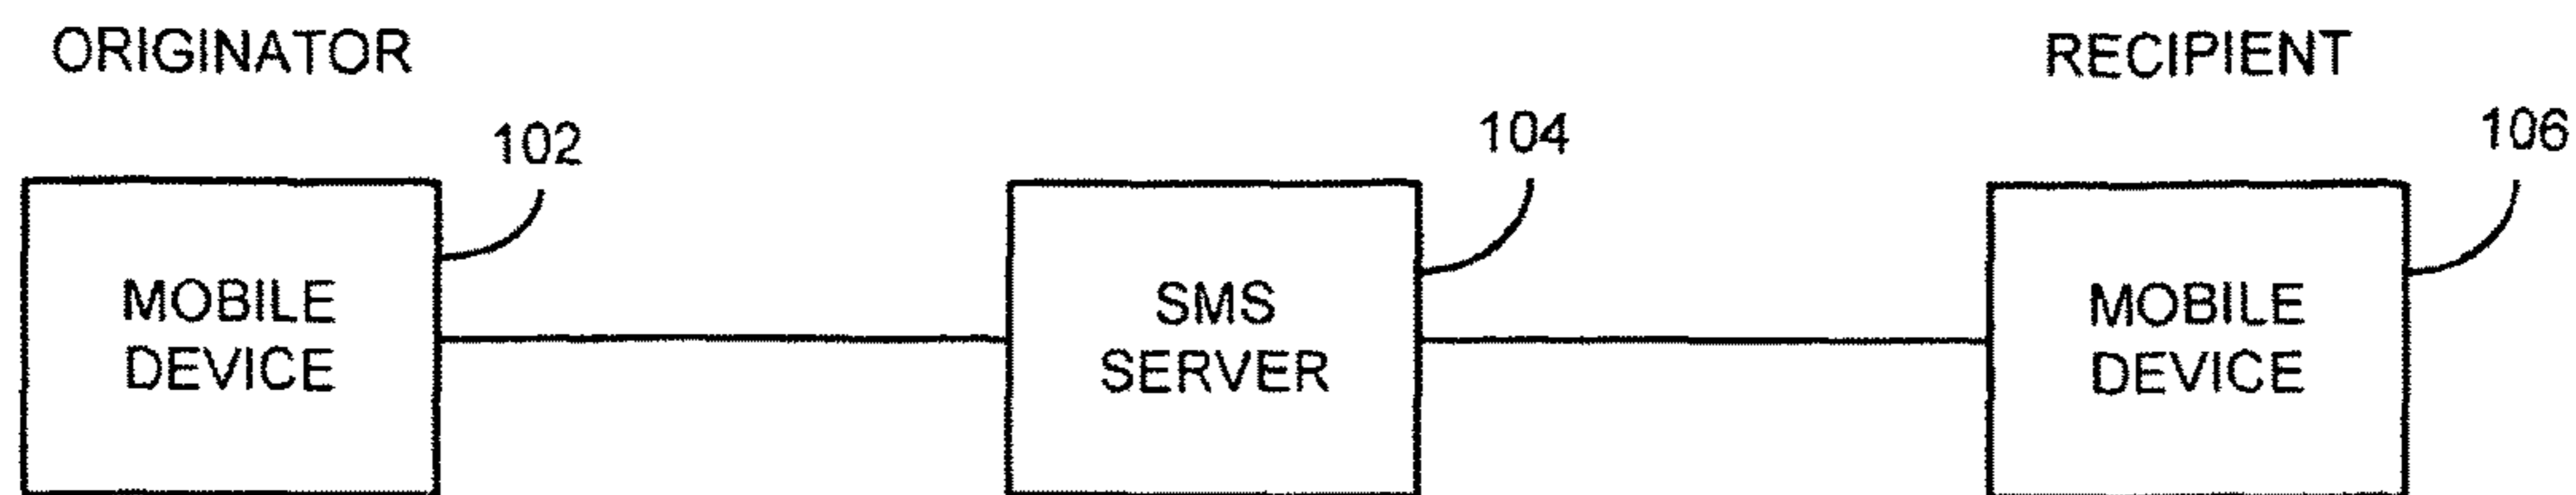 ORIGINATOR
RECIPIENT
102
104
106
MOBILE
DEVICE
SMS
SERVER
MOBILE
DEVICE